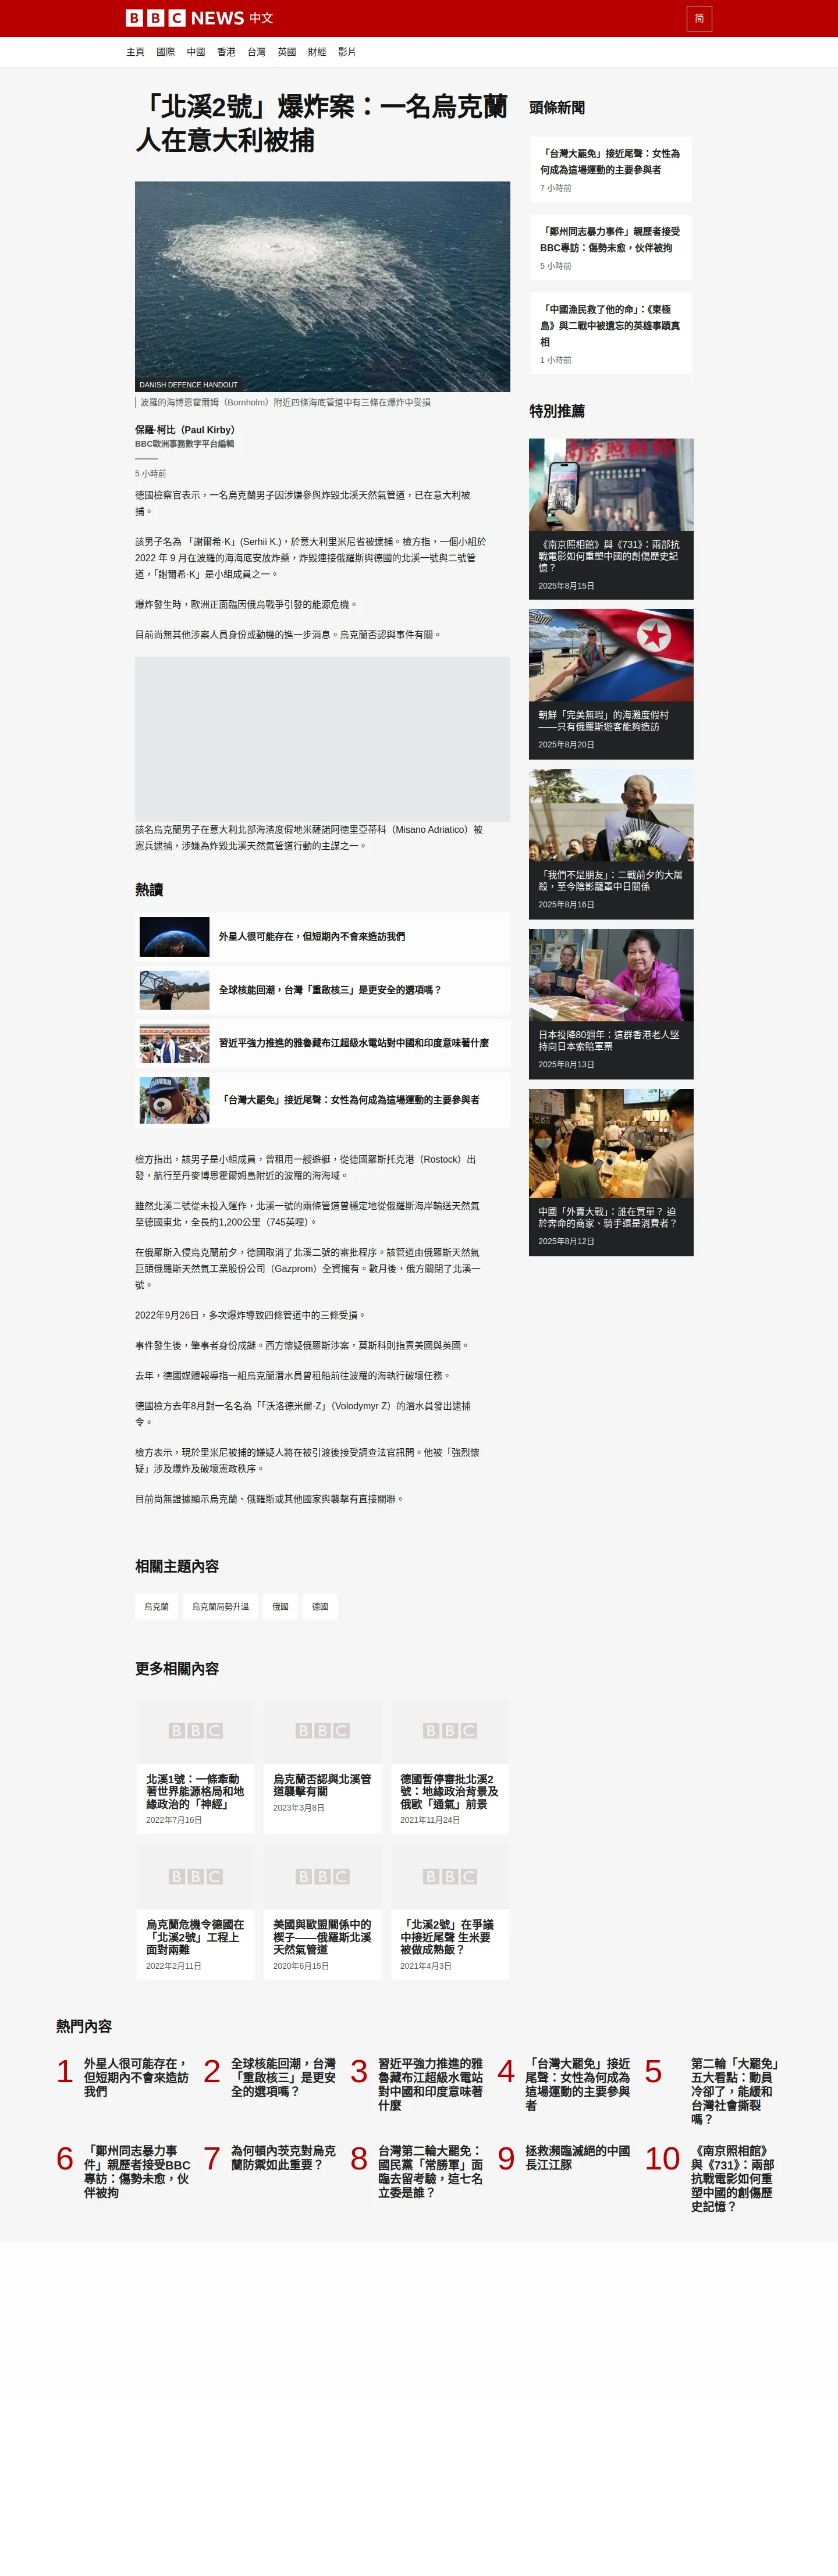 BBC NEWS 中文
简
主頁 國際 中國 香港 台灣 英國 財經 影片
「北溪2號」爆炸案：一名烏克蘭
人在意大利被捕
DANISH DEFENCE HANDOUT
波羅的海博恩霍爾姆（Bornholm）附近四條海底管道中有三條在爆炸中受損
保羅·柯比（Paul Kirby）
BBC歐洲事務數字平台編輯
5 小時前
德國檢察官表示，一名烏克蘭男子因涉嫌參與炸毀北溪天然氣管道，已在意大利被
捕。
該男子名為 「謝爾希·K」(Serhii K.)，於意大利里米尼省被逮捕。檢方指，一個小組於
2022 年 9 月在波羅的海海底安放炸藥，炸毀連接俄羅斯與德國的北溪一號與二號管
道，「謝爾希·K」是小組成員之一。
爆炸發生時，歐洲正面臨因俄烏戰爭引發的能源危機。
目前尚無其他涉案人員身份或動機的進一步消息。烏克蘭否認與事件有關。
該名烏克蘭男子在意大利北部海濱度假地米薩諾阿德里亞蒂科（Misano Adriatico）被
憲兵逮捕，涉嫌為炸毀北溪天然氣管道行動的主謀之一。
熱讀
外星人很可能存在，但短期內不會來造訪我們
全球核能回潮，台灣「重啟核三」是更安全的選項嗎？
習近平強力推進的雅魯藏布江超級水電站對中國和印度意味著什麼
「台灣大罷免」接近尾聲：女性為何成為這場運動的主要參與者
檢方指出，該男子是小組成員，曾租用一艘遊艇，從德國羅斯托克港（Rostock）出
發，航行至丹麥博恩霍爾姆島附近的波羅的海海域。
雖然北溪二號從未投入運作，北溪一號的兩條管道曾穩定地從俄羅斯海岸輸送天然氣
至德國東北，全長約1,200公里（745英哩）。
在俄羅斯入侵烏克蘭前夕，德國取消了北溪二號的審批程序。該管道由俄羅斯天然氣
巨頭俄羅斯天然氣工業股份公司（Gazprom）全資擁有。數月後，俄方關閉了北溪一
號。
2022年9月26日，多次爆炸導致四條管道中的三條受損。
事件發生後，肇事者身份成謎。西方懷疑俄羅斯涉案，莫斯科則指責美國與英國。
去年，德國媒體報導指一組烏克蘭潛水員曾租船前往波羅的海執行破壞任務。
德國檢方去年8月對一名名為「「沃洛德米爾·Z」（Volodymyr Z）的潛水員發出逮捕
令。
檢方表示，現於里米尼被捕的嫌疑人將在被引渡後接受調查法官訊問。他被「強烈懷
疑」涉及爆炸及破壞憲政秩序。
目前尚無證據顯示烏克蘭、俄羅斯或其他國家與襲擊有直接關聯。
相關主題內容
烏克蘭 烏克蘭局勢升溫 俄國 德國
更多相關內容
BBC BBC BBC
北溪1號：一條牽動
著世界能源格局和地
緣政治的「神經」
2022年7月16日
烏克蘭否認與北溪管
道襲擊有關
2023年3月8日
德國暫停審批北溪2
號：地緣政治背景及
俄歐「通氣」前景
2021年11月24日
BBC BBC BBC
烏克蘭危機令德國在
「北溪2號」工程上
面對兩難
2022年2月11日
美國與歐盟關係中的
楔子——俄羅斯北溪
天然氣管道
2020年6月15日
「北溪2號」在爭議
中接近尾聲 生米要
被做成熟飯？
2021年4月3日
頭條新聞
「台灣大罷免」接近尾聲：女性為
何成為這場運動的主要參與者
7 小時前
「鄭州同志暴力事件」親歷者接受
BBC專訪：傷勢未愈，伙伴被拘
5 小時前
「中國漁民救了他的命」：《東極
島》與二戰中被遺忘的英雄事蹟真
相
1 小時前
特別推薦
南京照相館
《南京照相館》與《731》：兩部抗
戰電影如何重塑中國的創傷歷史記
憶？
2025年8月15日
朝鮮「完美無瑕」的海灘度假村
——只有俄羅斯遊客能夠造訪
2025年8月20日
「我們不是朋友」：二戰前夕的大屠
殺，至今陰影籠罩中日關係
2025年8月16日
日本投降80週年：這群香港老人堅
持向日本索賠軍票
2025年8月13日
中國「外賣大戰」：誰在買單？ 迫
於奔命的商家、騎手還是消費者？
2025年8月12日
熱門內容
1 外星人很可能存在，
但短期內不會來造訪
我們
2 全球核能回潮，台灣
「重啟核三」是更安
全的選項嗎？
3 習近平強力推進的雅
魯藏布江超級水電站
對中國和印度意味著
什麼
4 「台灣大罷免」接近
尾聲：女性為何成為
這場運動的主要參與
者
5 第二輪「大罷免」
五大看點：動員
冷卻了，能緩和
台灣社會撕裂
嗎？
6 「鄭州同志暴力事
件」親歷者接受BBC
專訪：傷勢未愈，伙
伴被拘
7 為何頓內茨克對烏克
蘭防禦如此重要？
8 台灣第二輪大罷免：
國民黨「常勝軍」面
臨去留考驗，這七名
立委是誰？
9 拯救瀕臨滅絕的中國
長江江豚
10 《南京照相館》
與《731》：兩部
抗戰電影如何重
塑中國的創傷歷
史記憶？